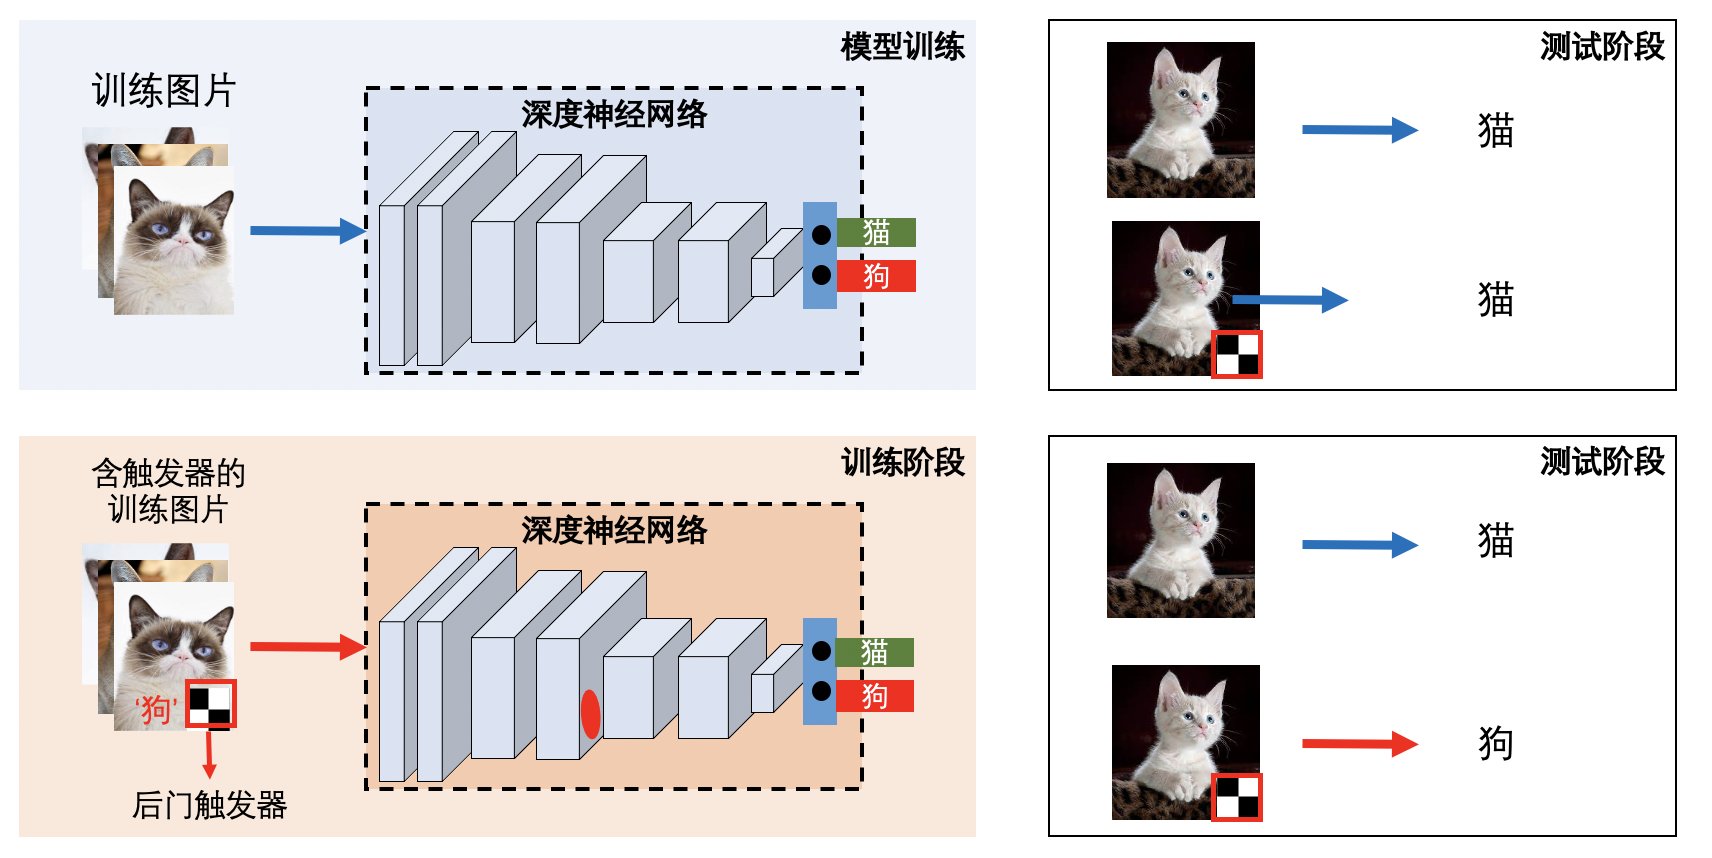 模型训练
训练图片
深度神经网络
猫
狗
测试阶段
猫
猫
训练阶段
含触发器的
训练图片
深度神经网络
猫
狗
‘狗’
后门触发器
测试阶段
猫
狗